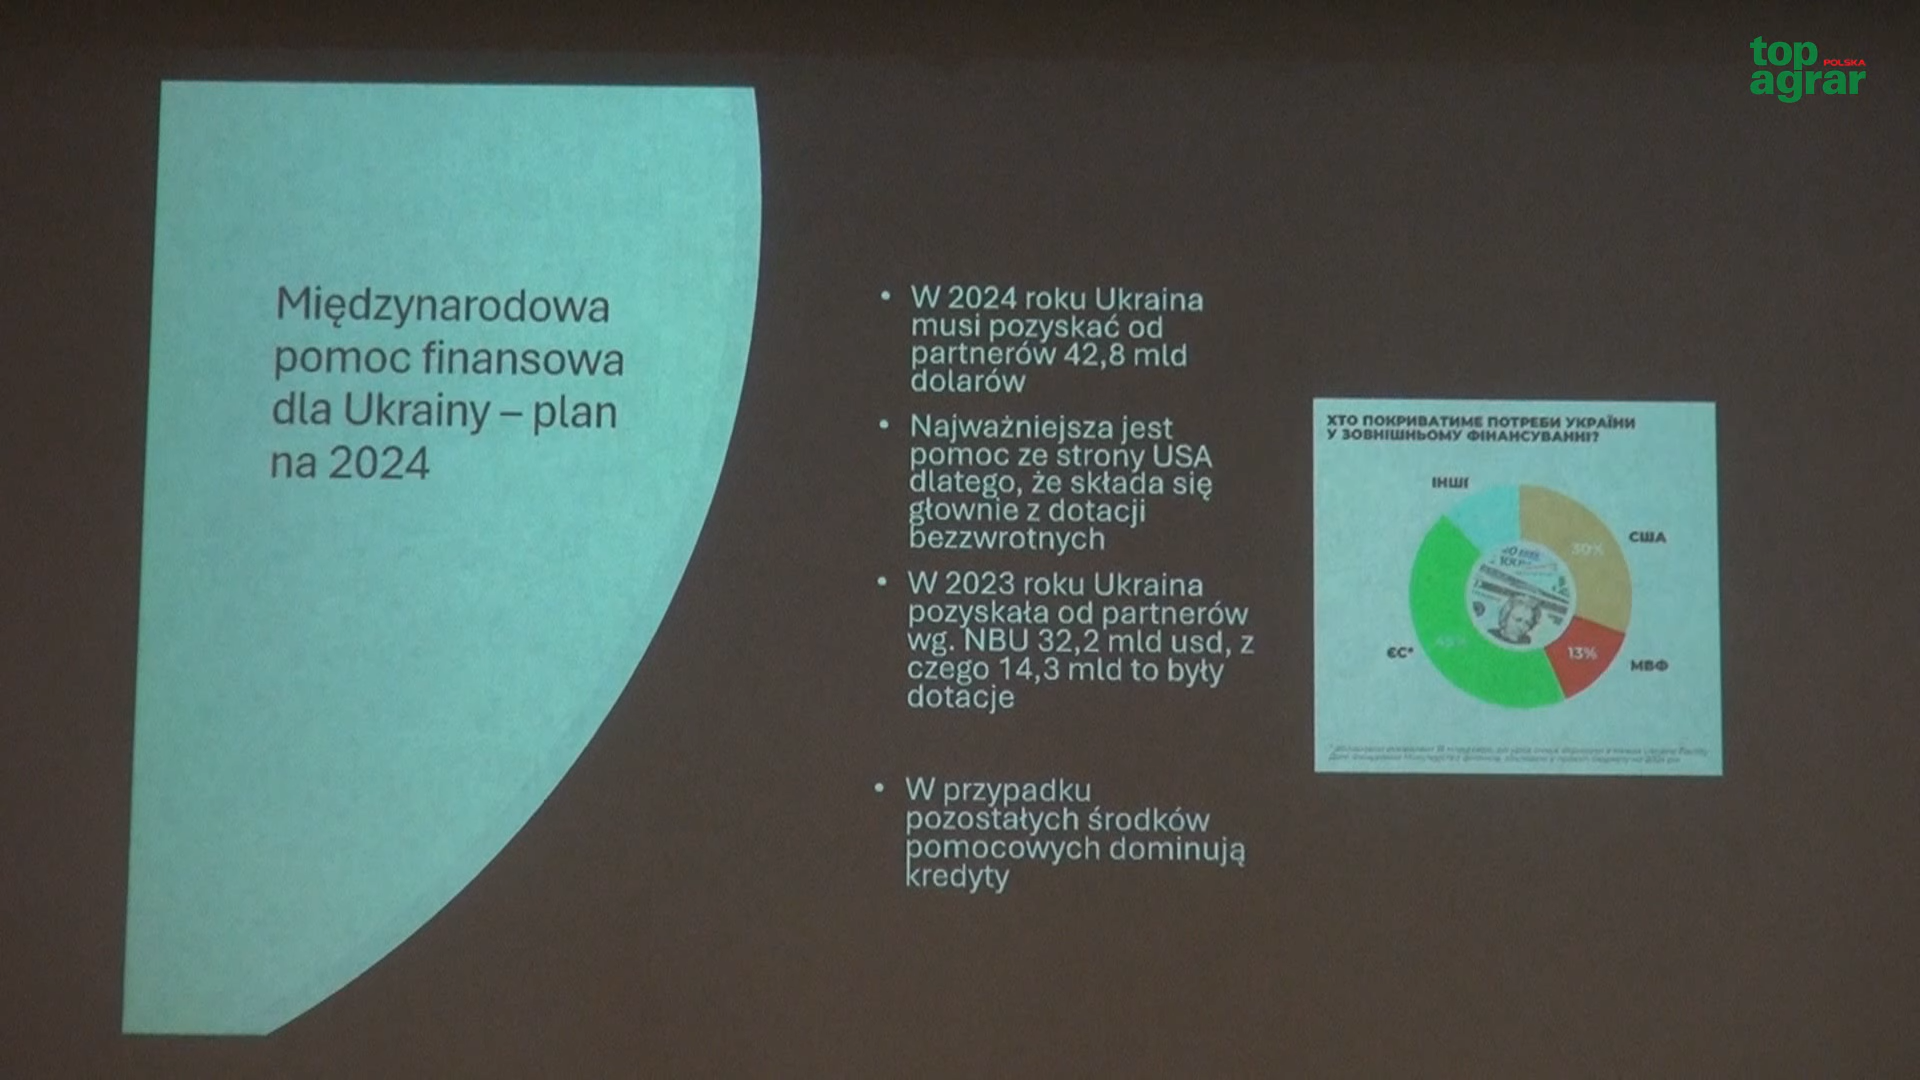 top
POLSKA
agrar
Międzynarodowa
pomoc finansowa
dla Ukrainy – plan
na 2024
• W 2024 roku Ukraina
musi pozyskać od
partnerów 42,8 mld
dolarów
• Najważniejsza jest
pomoc ze strony USA
dlatego, że składa się
głownie z dotacji
bezzwrotnych
• W 2023 roku Ukraina
pozyskała od partnerów
wg. NBU 32,2 mld usd, z
czego 14,3 mld to były
dotacje
• W przypadku
pozostałych środków
pomocowych dominują
kredyty
ХТО ПОКРИВАТИМЕ ПОТРЕБИ УКРАЇНИ
У ЗОВНІШНЬОМУ ФІНАНСУВАННІ?
ІНШІ
США
30%
ЄС*
13%
МВФ